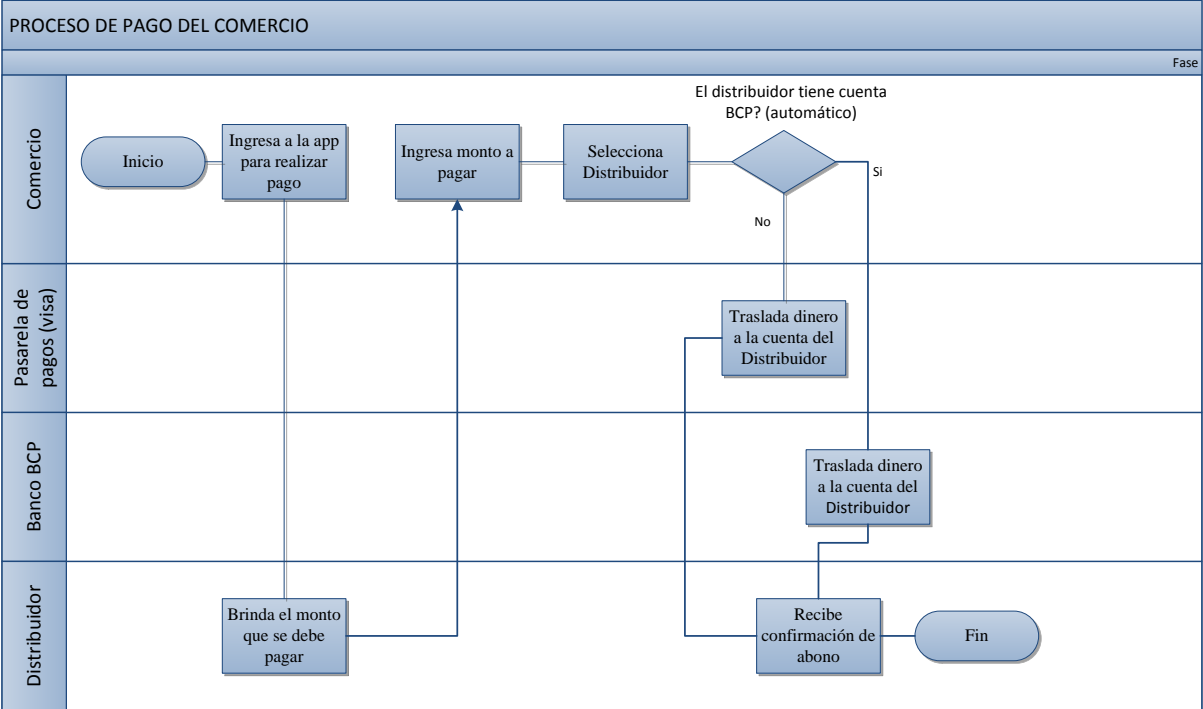 PROCESO DE PAGO DEL COMERCIO
Fase
Comercio
Inicio
Ingresa a la app
para realizar
pago
Ingresa monto a
pagar
Selecciona
Distribuidor
El distribuidor tiene cuenta
BCP? (automático)
Si
No
Pasarela de
pagos (visa)
Traslada dinero
a la cuenta del
Distribuidor
Banco BCP
Traslada dinero
a la cuenta del
Distribuidor
Distribuidor
Brinda el monto
que se debe
pagar
Recibe
confirmación de
abono
Fin